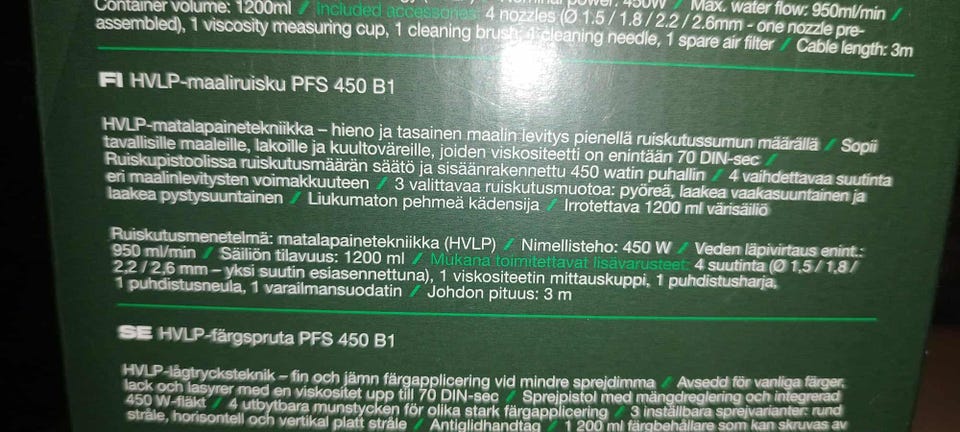 Container volume: 1200ml / Included accessories: 4 nozzles (Ø 1.5 / 1.8 / 2.2 / 2.6mm - one nozzle pre-
power: 450W / Max. water flow: 950ml/min /
assembled), 1 viscosity measuring cup, 1 cleaning brush, 1 cleaning needle, 1 spare air filter / Cable length: 3m
FI HVLP-maaliruisku PFS 450 B1
HVLP-matalapainetekniikka – hieno ja tasainen maalin levitys pienellä ruiskutussumun määrällä / Sopii
tavallisille maaleille, lakoille ja kuultoväreille, joiden viskositeetti on enintään 70 DIN-sec /
Ruiskupistoolissa ruiskutusmäärän säätö ja sisäänrakennettu 450 watin puhallin / 4 vaihdettavaa suutinta
eri maalinlevitysten voimakkuuteen / 3 valittavaa ruiskutusmuotoa: pyöreä, laakea vaakasuuntainen ja
laakea pystysuuntainen / Liukumaton pehmeä kädensija / Irrotettava 1200 ml värisäiliö
Ruiskutusmenetelmä: matalapainetekniikka (HVLP) / Nimellisteho: 450 W / Veden läpivirtaus enint.:
950 ml/min / Säiliön tilavuus: 1200 ml / Mukana toimitettavat lisävarusteet: 4 suutinta (Ø 1,5 / 1,8 /
2,2 / 2,6 mm – yksi suutin esiasennettuna), 1 viskositeetin mittauskuppi, 1 puhdistusharja,
1 puhdistusneula, 1 varailmansuodatin / Johdon pituus: 3 m
SE HVLP-färgspruta PFS 450 B1
HVLP-lågtrycksteknik – fin och jämn färgapplicering vid mindre sprejdimma / Avsedd för vanliga färger,
lack och lasyrer med en viskositet upp till 70 DIN-sec / Sprejpistol med mängdreglering och integrerad
450 W-fläkt / 4 utbytbara munstycken för olika stark färgapplicering / 3 inställbara sprejvarianter: rund
stråle, horisontell och vertikal platt stråle / Antiglidhandtag / 1 200 ml färgbehållare som kan skruvas av